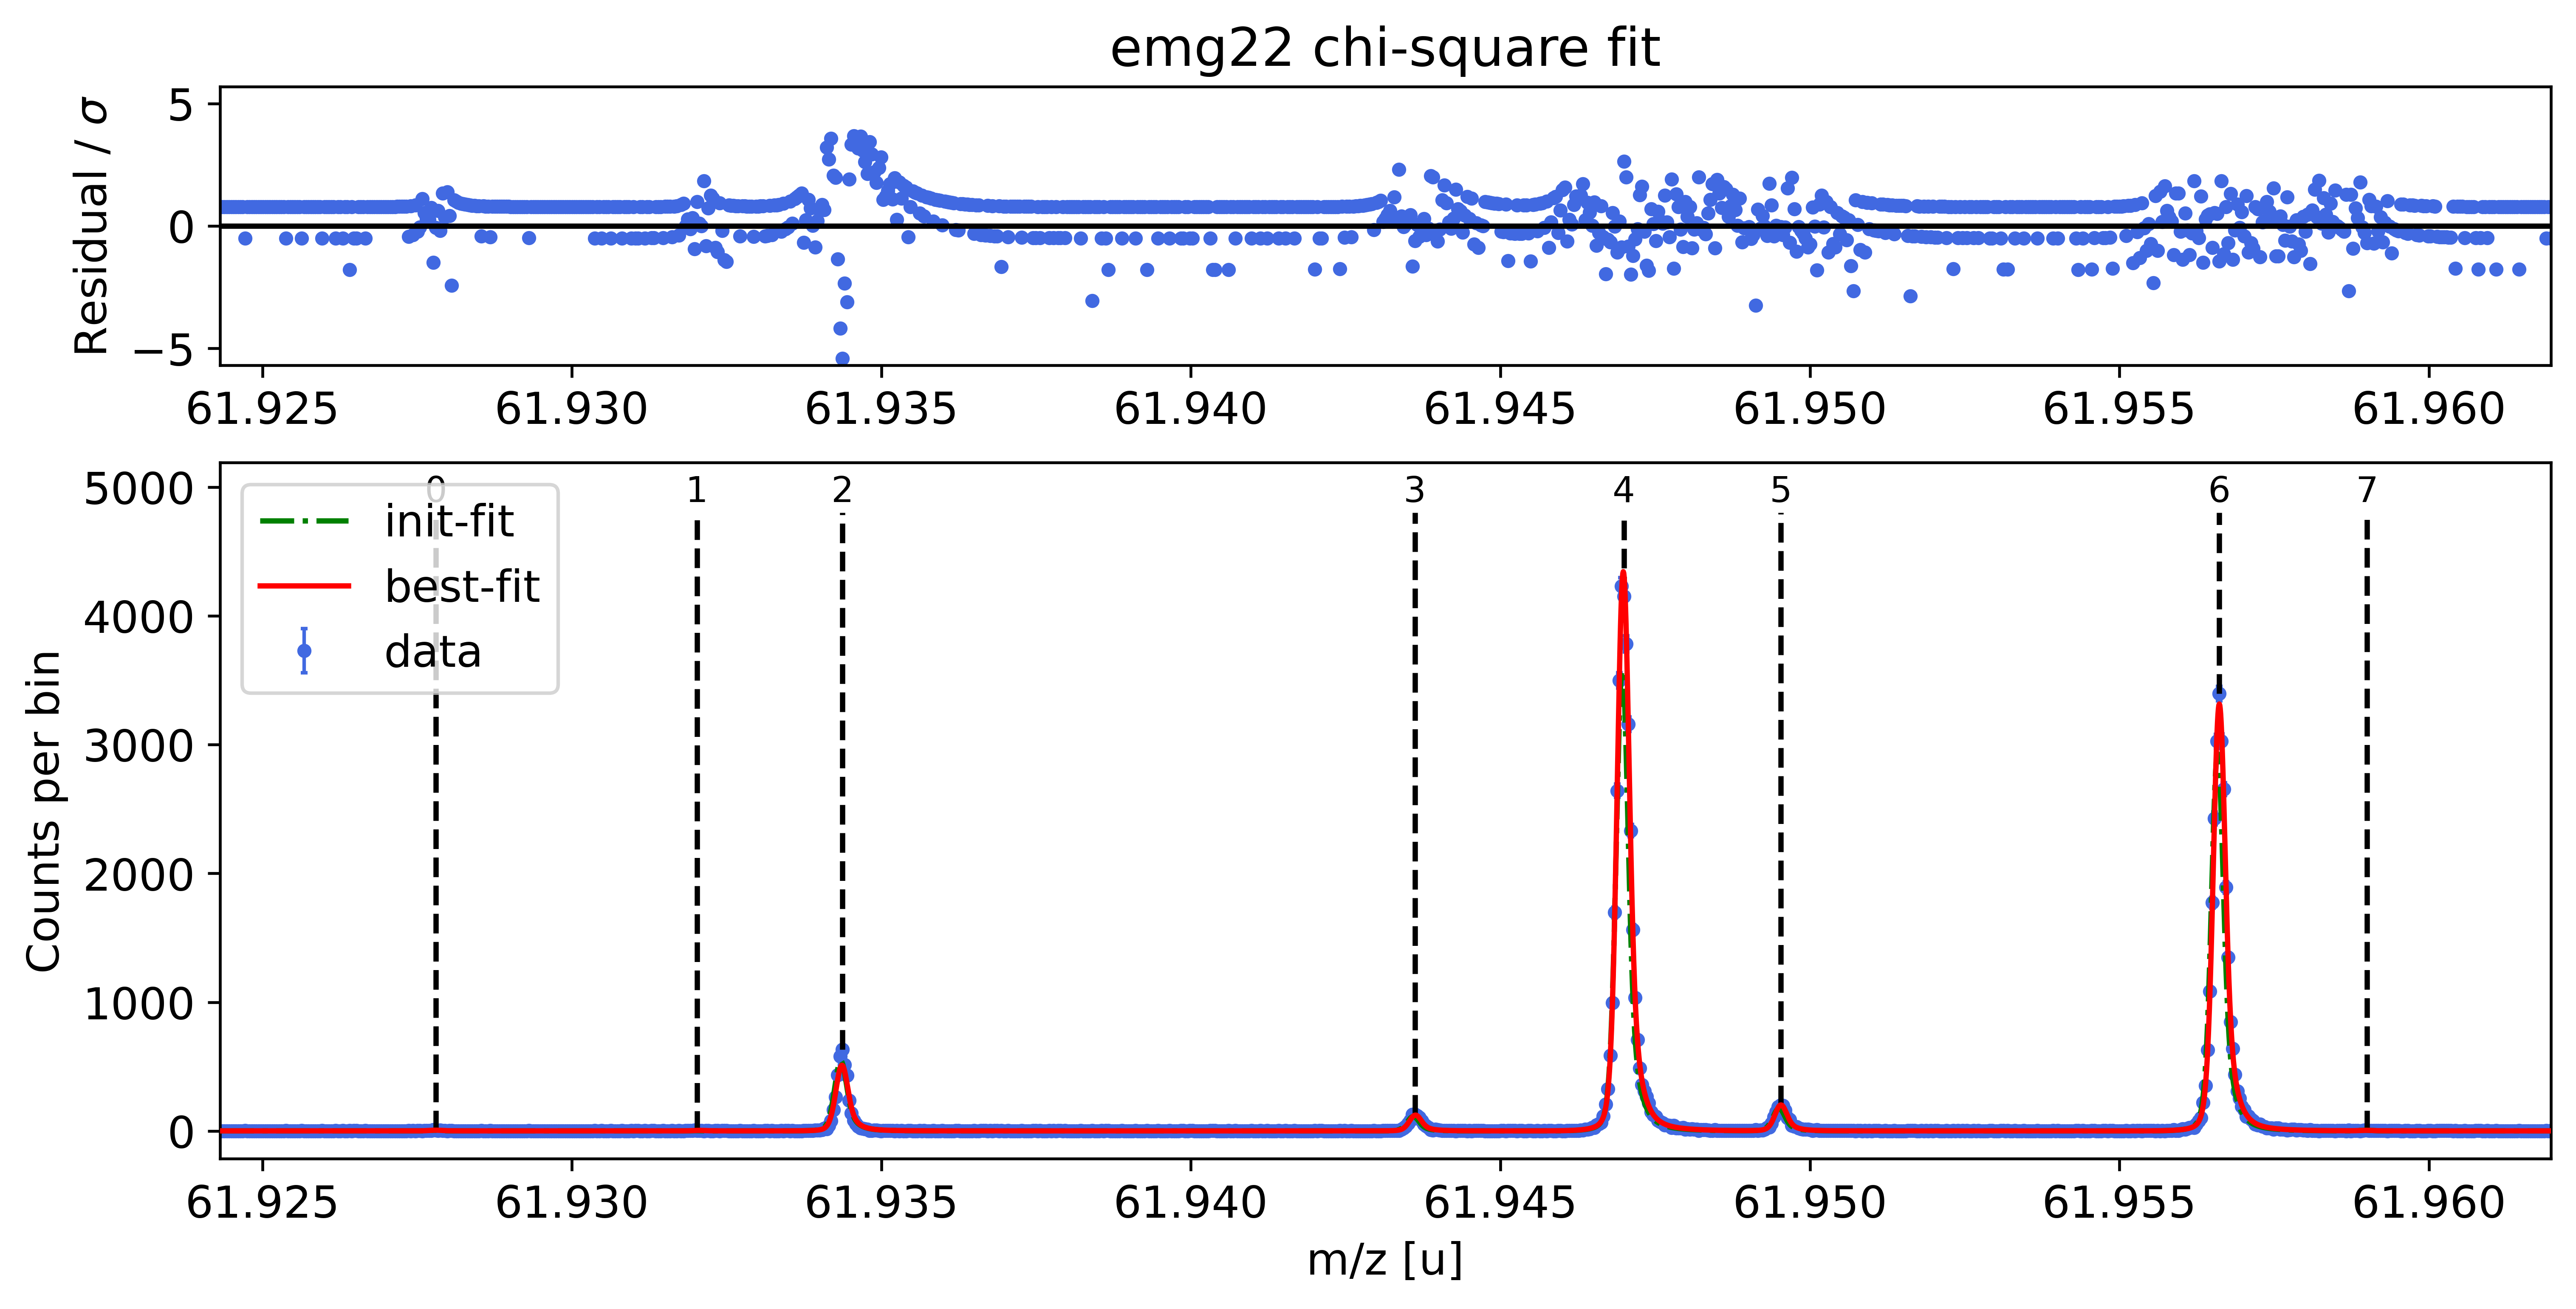 emg22 chi-square fit
Residual / σ
5
0
−5
61.925 61.930 61.935 61.940 61.945 61.950 61.955 61.960
Counts per bin
5000
4000
3000
2000
1000
0
0 1 2 3 4 5 6 7
init-fit
best-fit
data
61.925 61.930 61.935 61.940 61.945 61.950 61.955 61.960
m/z [u]